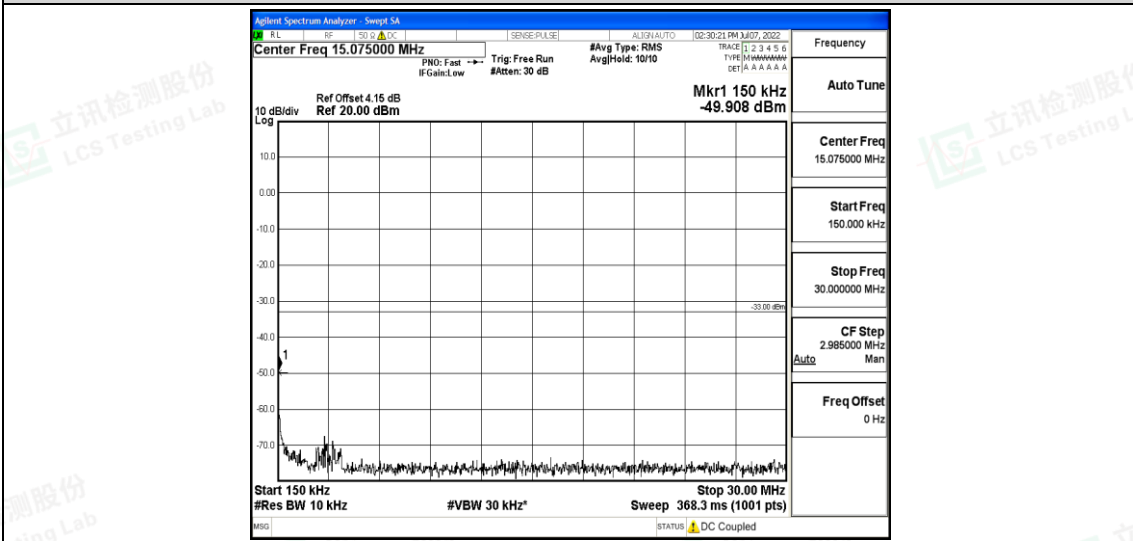 Agilent Spectrum Analyzer - Swept SA
RL RF 50 Ω DC SENSE:PULSE ALIGN AUTO 02:30:21 PM Jul 07, 2022
Center Freq 15.075000 MHz
PNO: Fast
IFGain:Low
Trig: Free Run
#Atten: 30 dB
#Avg Type: RMS
Avg|Hold: 10/10
TRACE 1 2 3 4 5 6
TYPE M WWWWW
DET A A A A A A
Frequency
Mkr1 150 kHz
-49.908 dBm
Ref Offset 4.15 dB
10 dB/div Ref 20.00 dBm
Log
10.0
0.00
-10.0
-20.0
-30.0
-33.00 dBm
-40.0
1
-50.0
-60.0
-70.0
Start 150 kHz Stop 30.00 MHz
#Res BW 10 kHz #VBW 30 kHz* Sweep 368.3 ms (1001 pts)
MSG STATUS DC Coupled
Auto Tune
Center Freq
15.075000 MHz
Start Freq
150.000 kHz
Stop Freq
30.000000 MHz
CF Step
2.985000 MHz
Auto Man
Freq Offset
0 Hz
立讯检测股份
LCS Testing Lab
立讯检测股份
LCS Testing L
测股份
ing Lab
立